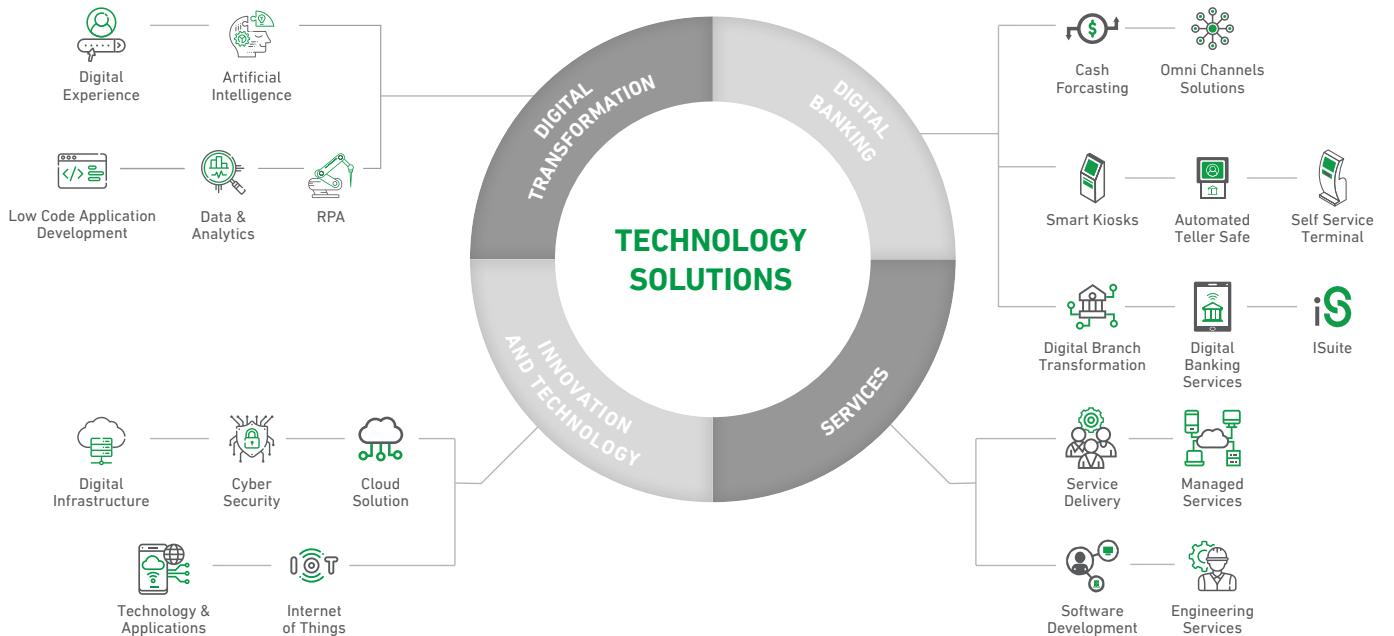 TECHNOLOGY
SOLUTIONS
DIGITAL
TRANSFORMATION
Digital
Experience
Artificial
Intelligence
Low Code Application
Development
Data &
Analytics
RPA
DIGITAL
BANKING
Cash
Forcasting
Omni Channels
Solutions
Smart Kiosks
Automated
Teller Safe
Self Service
Terminal
Digital Branch
Transformation
Digital
Banking
Services
iS
ISuite
INNOVATION
AND TECHNOLOGY
Digital
Infrastructure
Cyber
Security
Cloud
Solution
Technology &
Applications
IOT
Internet
of Things
SERVICES
Service
Delivery
Managed
Services
Software
Development
Engineering
Services